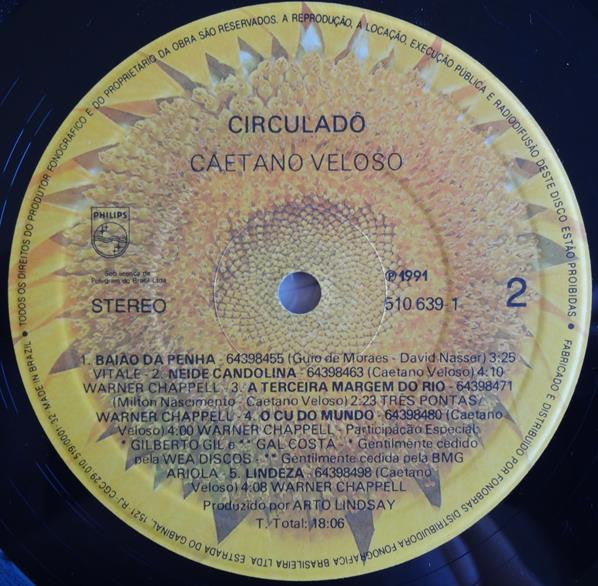 CIRCULADÔ
CAETANO VELOSO
PHILIPS
Sob licença de
Polygram do Brasil Ltda.
STEREO
℗ 1991
510.639-1
2
1. BAIÃO DA PENHA - 64398455 (Guio de Moraes - David Nasser) 3:25
VITALE - 2. NEIDE CANDOLINA - 64398463 (Caetano Veloso) 4:10
WARNER CHAPPELL - 3. A TERCEIRA MARGEM DO RIO - 64398471
(Milton Nascimento - Caetano Veloso) 2:23 TRÊS PONTAS/
WARNER CHAPPELL - 4. O CU DO MUNDO - 64398480 (Caetano
Veloso) 4:00 WARNER CHAPPELL - Participação Especial:
* GILBERTO GIL e ** GAL COSTA * Gentilmente cedido
pela WEA DISCOS - ** Gentilmente cedida pela BMG
ARIOLA - 5. LINDEZA - 64398498 (Caetano
Veloso) 4:08 WARNER CHAPPELL
Produzido por ARTO LINDSAY
T. Total: 18:06
• TODOS OS DIREITOS DO PRODUTOR FONOGRÁFICO E DO PROPRIETÁRIO DA OBRA SÃO RESERVADOS. A REPRODUÇÃO, A LOCAÇÃO, EXECUÇÃO PÚBLICA E RADIODIFUSÃO DESTE DISCO ESTÃO PROIBIDAS •
FABRICADO E DISTRIBUÍDO POR FONOBRAS DISTRIBUIDORA FONOGRÁFICA BRASILEIRA LTDA. ESTRADA DO GABINAL, 1521 RJ CGC 29 010 519/0001-32 MADE IN BRAZIL